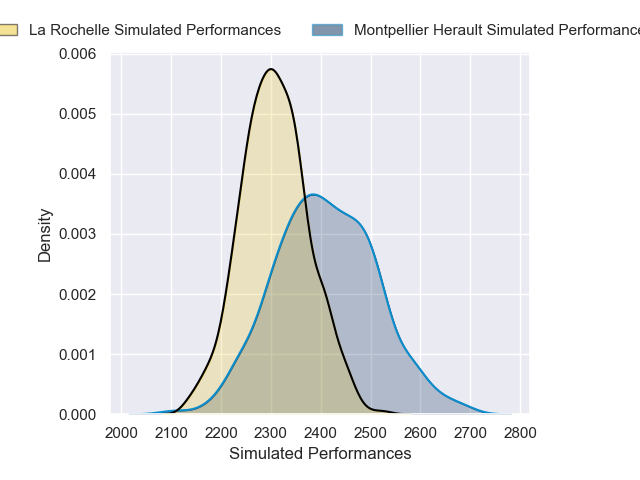 La Rochelle Simulated Performances Montpellier Herault Simulated Performance
0.006
0.005
0.004
0.003
0.002
0.001
0.000
Density
2000 2100 2200 2300 2400 2500 2600 2700 2800
Simulated Performances